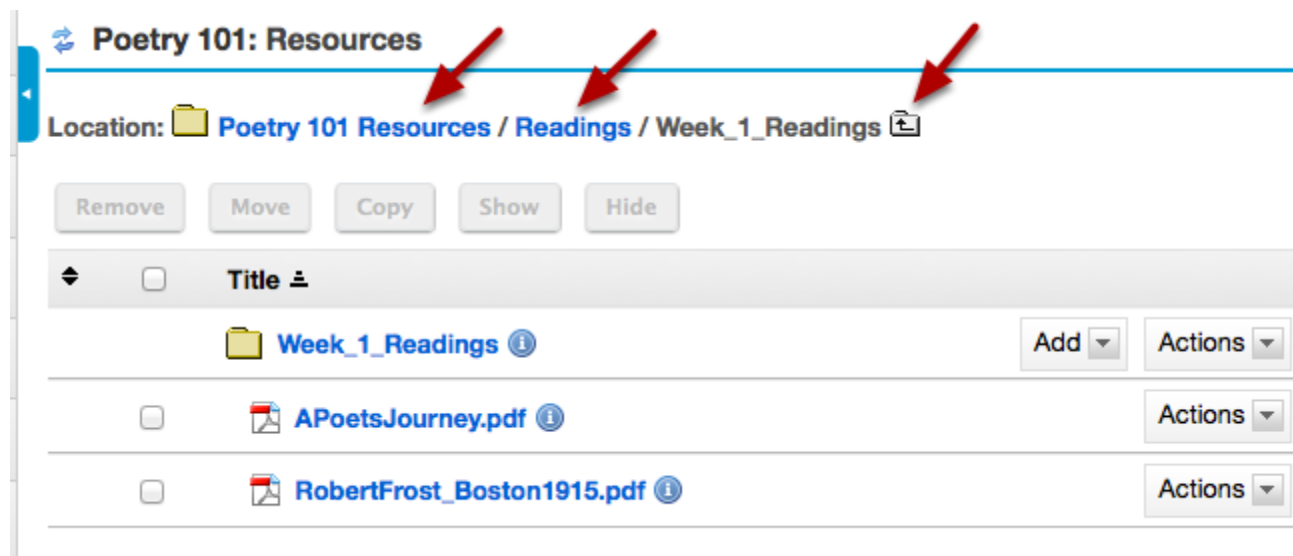 Poetry 101: Resources
Location: Poetry 101 Resources / Readings / Week_1_Readings
Remove Move Copy Show Hide
Title
Week_1_Readings Add Actions
APoetsJourney.pdf Actions
RobertFrost_Boston1915.pdf Actions